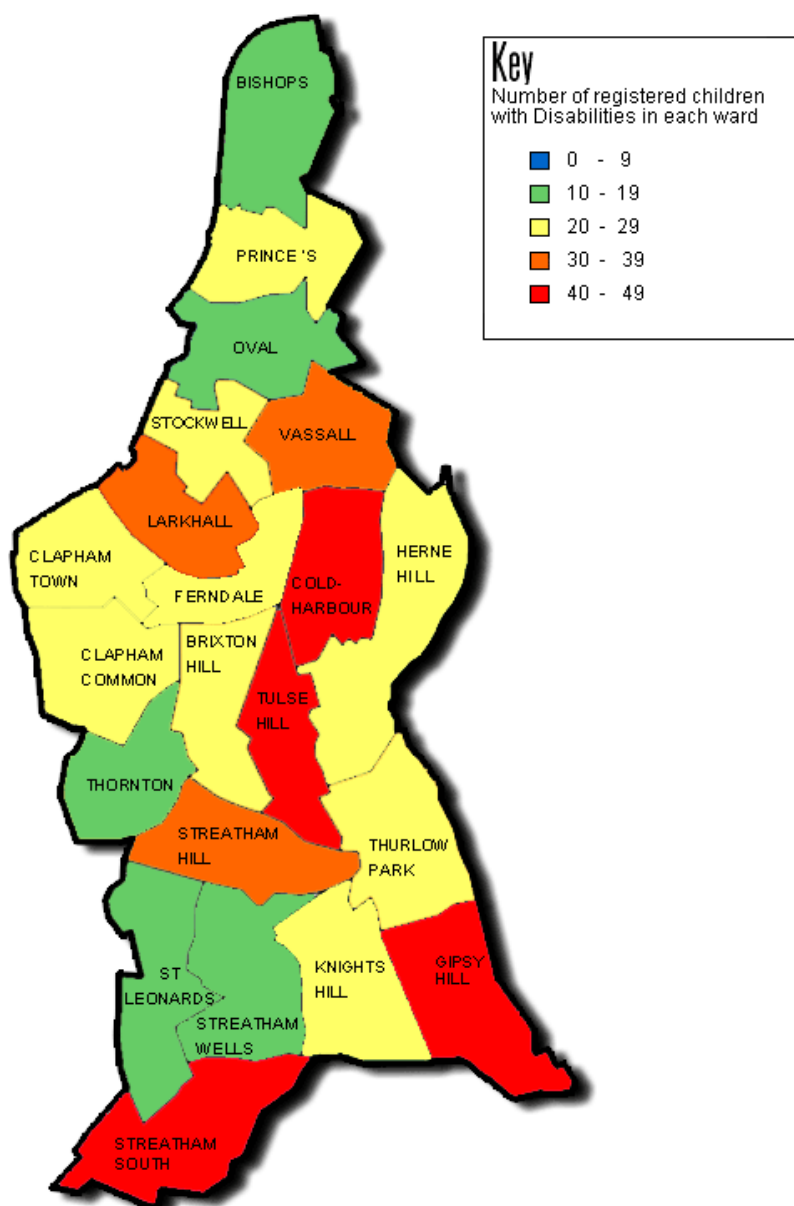 Key
Number of registered children
with Disabilities in each ward
0 - 9
10 - 19
20 - 29
30 - 39
40 - 49
BISHOPS
PRINCE'S
OVAL
STOCKWELL
VASSALL
LARKHALL
CLAPHAM
TOWN
FERNDALE
COLD-
HARBOUR
HERNE
HILL
CLAPHAM
COMMON
BRIXTON
HILL
TULSE
HILL
THORNTON
STREATHAM
HILL
THURLOW
PARK
ST
LEONARDS
STREATHAM
WELLS
KNIGHTS
HILL
GIPSY
HILL
STREATHAM
SOUTH